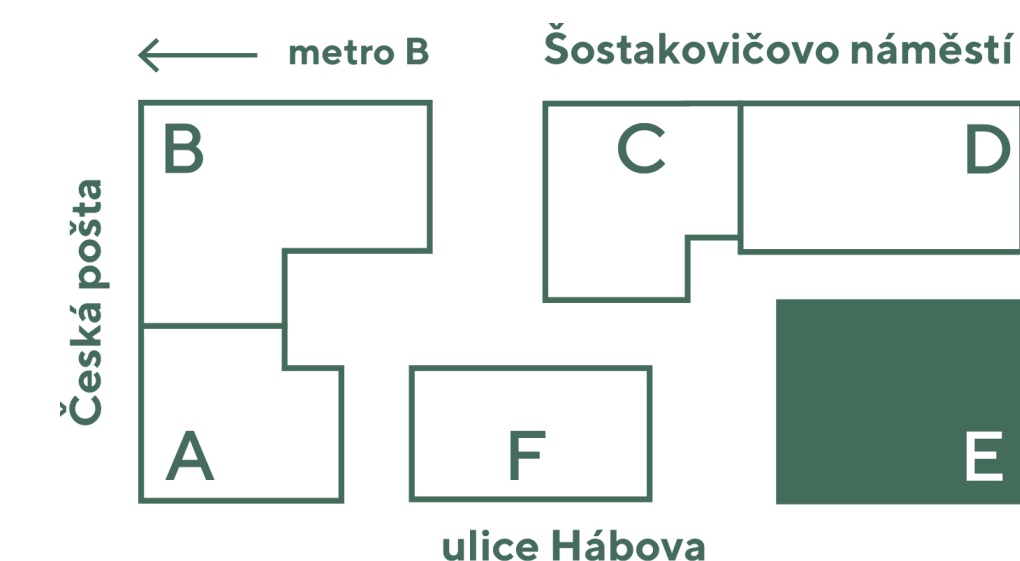 metro B
Šostakovičovo náměstí
B
C
D
Česká pošta
A
F
E
ulice Hábova